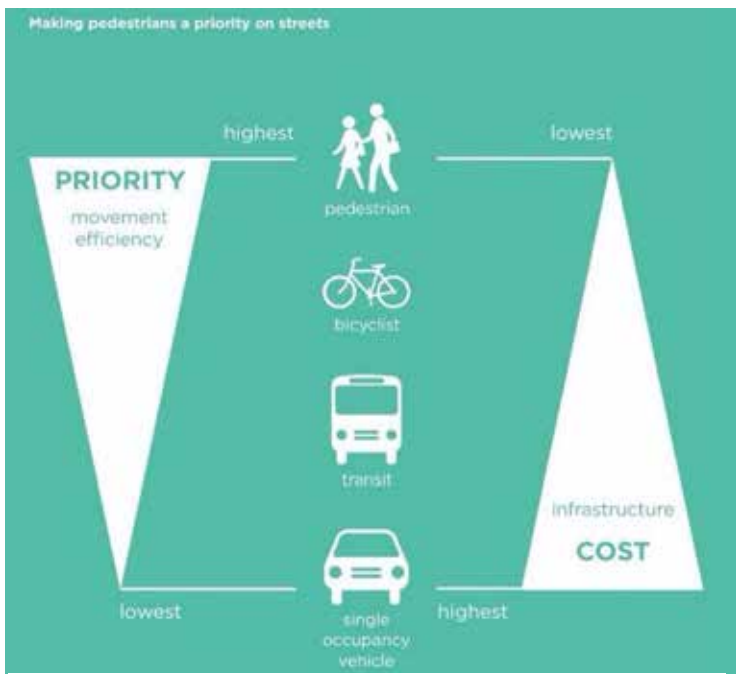 Making pedestrians a priority on streets
highest
lowest
PRIORITY
movement
efficiency
pedestrian
bicyclist
transit
infrastructure
COST
lowest
highest
single
occupancy
vehicle